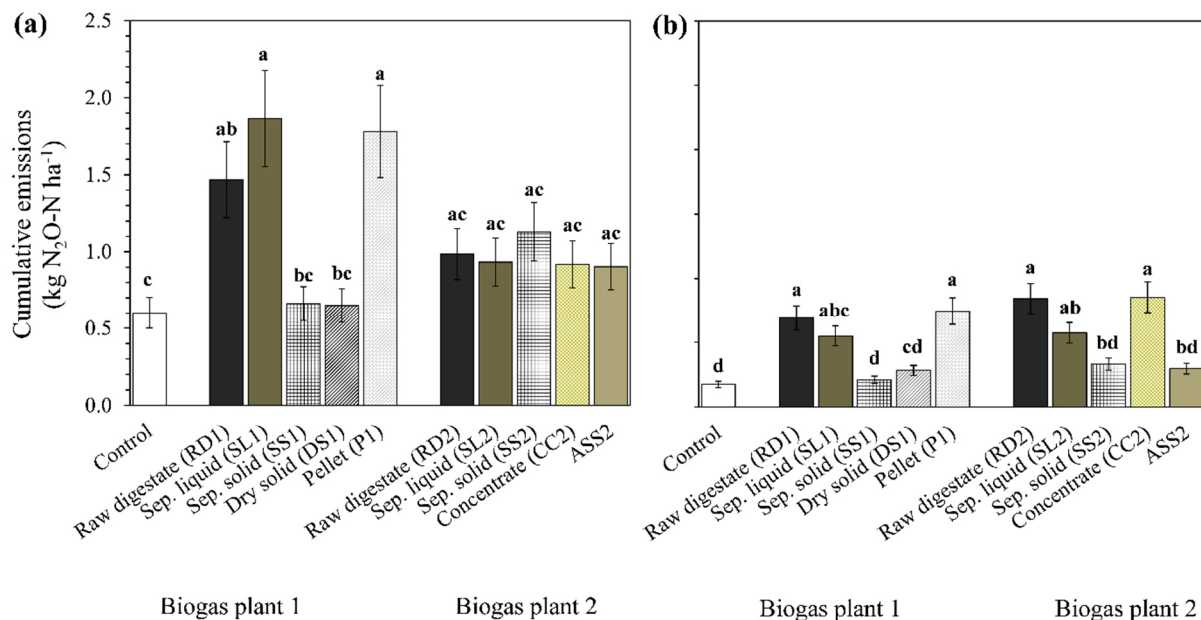 (a)
Cumulative emissions
(kg N₂O-N ha⁻¹)
2.5
2.0
1.5
1.0
0.5
0.0
c
ab
a
bc
bc
a
ac
ac
ac
ac
ac
Control
Raw digestate (RD1)
Sep. liquid (SL1)
Sep. solid (SS1)
Dry solid (DS1)
Pellet (P1)
Raw digestate (RD2)
Sep. liquid (SL2)
Sep. solid (SS2)
Concentrate (CC2)
ASS2
Biogas plant 1
Biogas plant 2
(b)
d
a
abc
d
cd
a
a
ab
bd
a
bd
Control
Raw digestate (RD1)
Sep. liquid (SL1)
Sep. solid (SS1)
Dry solid (DS1)
Pellet (P1)
Raw digestate (RD2)
Sep. liquid (SL2)
Sep. solid (SS2)
Concentrate (CC2)
ASS2
Biogas plant 1
Biogas plant 2